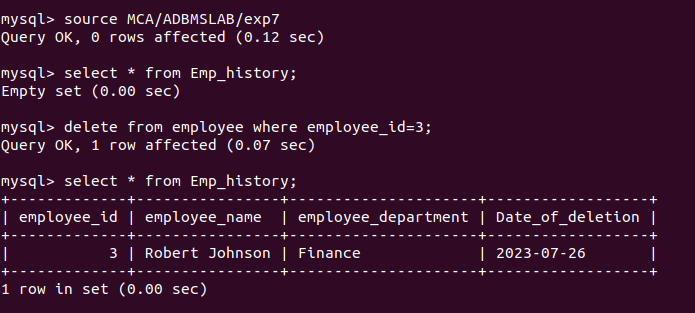 mysql> source MCA/ADBMSLAB/exp7
Query OK, 0 rows affected (0.12 sec)
mysql> select * from Emp_history;
Empty set (0.00 sec)
mysql> delete from employee where employee_id=3;
Query OK, 1 row affected (0.07 sec)
mysql> select * from Emp_history;
+-------------+----------------+---------------------+------------------+
| employee_id | employee_name  | employee_department | Date_of_deletion |
+-------------+----------------+---------------------+------------------+
|           3 | Robert Johnson | Finance             | 2023-07-26       |
+-------------+----------------+---------------------+------------------+
1 row in set (0.00 sec)